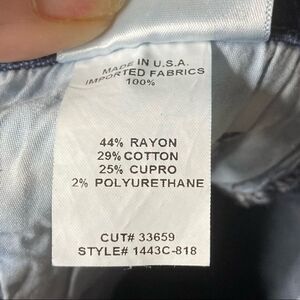 MADE IN U.S.A.
IMPORTED FABRICS
100%
44% RAYON
29% COTTON
25% CUPRO
2% POLYURETHANE
CUT# 33659
STYLE# 1443C-818